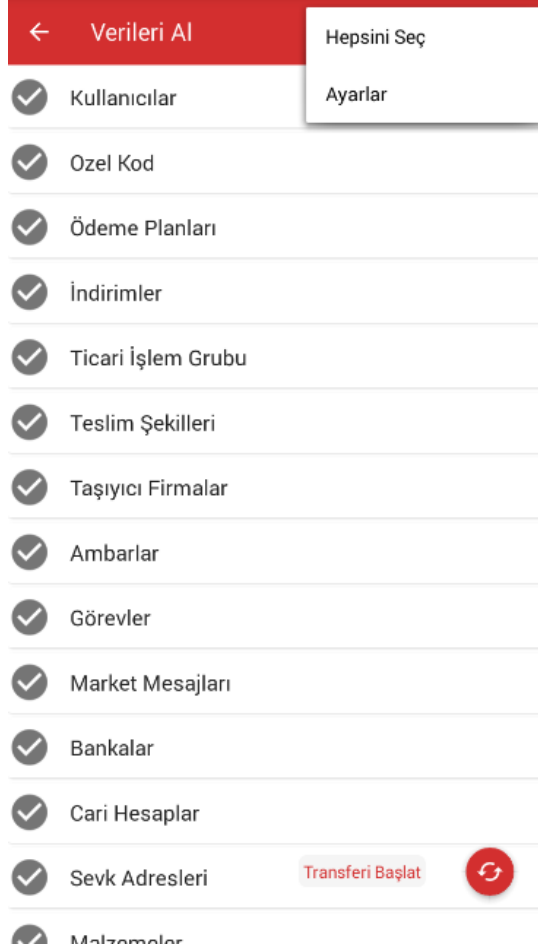 Verileri Al
Hepsini Seç
Ayarlar
Kullanıcılar
Ozel Kod
Ödeme Planları
İndirimler
Ticari İşlem Grubu
Teslim Şekilleri
Taşıyıcı Firmalar
Ambarlar
Görevler
Market Mesajları
Bankalar
Cari Hesaplar
Sevk Adresleri
Transferi Başlat
Malzemeler